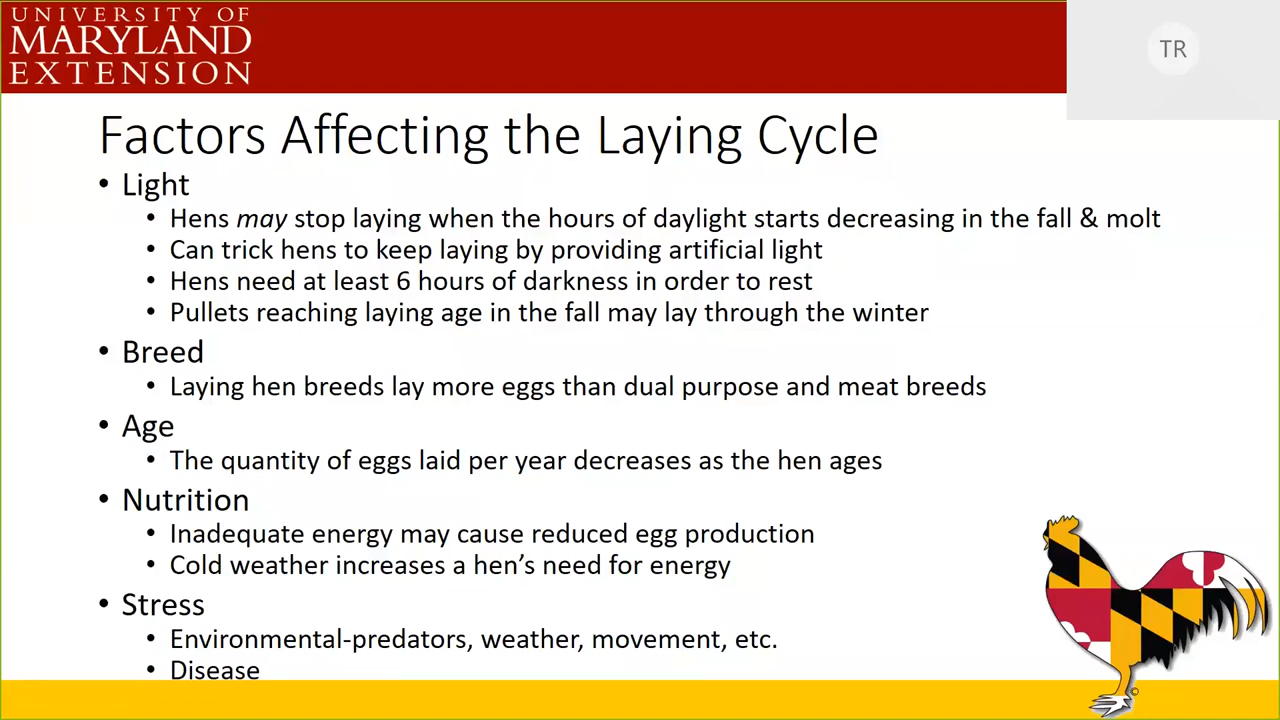 UNIVERSITY OF
MARYLAND
EXTENSION
TR
Factors Affecting the Laying Cycle
• Light
• Hens may stop laying when the hours of daylight starts decreasing in the fall & molt
• Can trick hens to keep laying by providing artificial light
• Hens need at least 6 hours of darkness in order to rest
• Pullets reaching laying age in the fall may lay through the winter
• Breed
• Laying hen breeds lay more eggs than dual purpose and meat breeds
• Age
• The quantity of eggs laid per year decreases as the hen ages
• Nutrition
• Inadequate energy may cause reduced egg production
• Cold weather increases a hen’s need for energy
• Stress
• Environmental-predators, weather, movement, etc.
• Disease
©